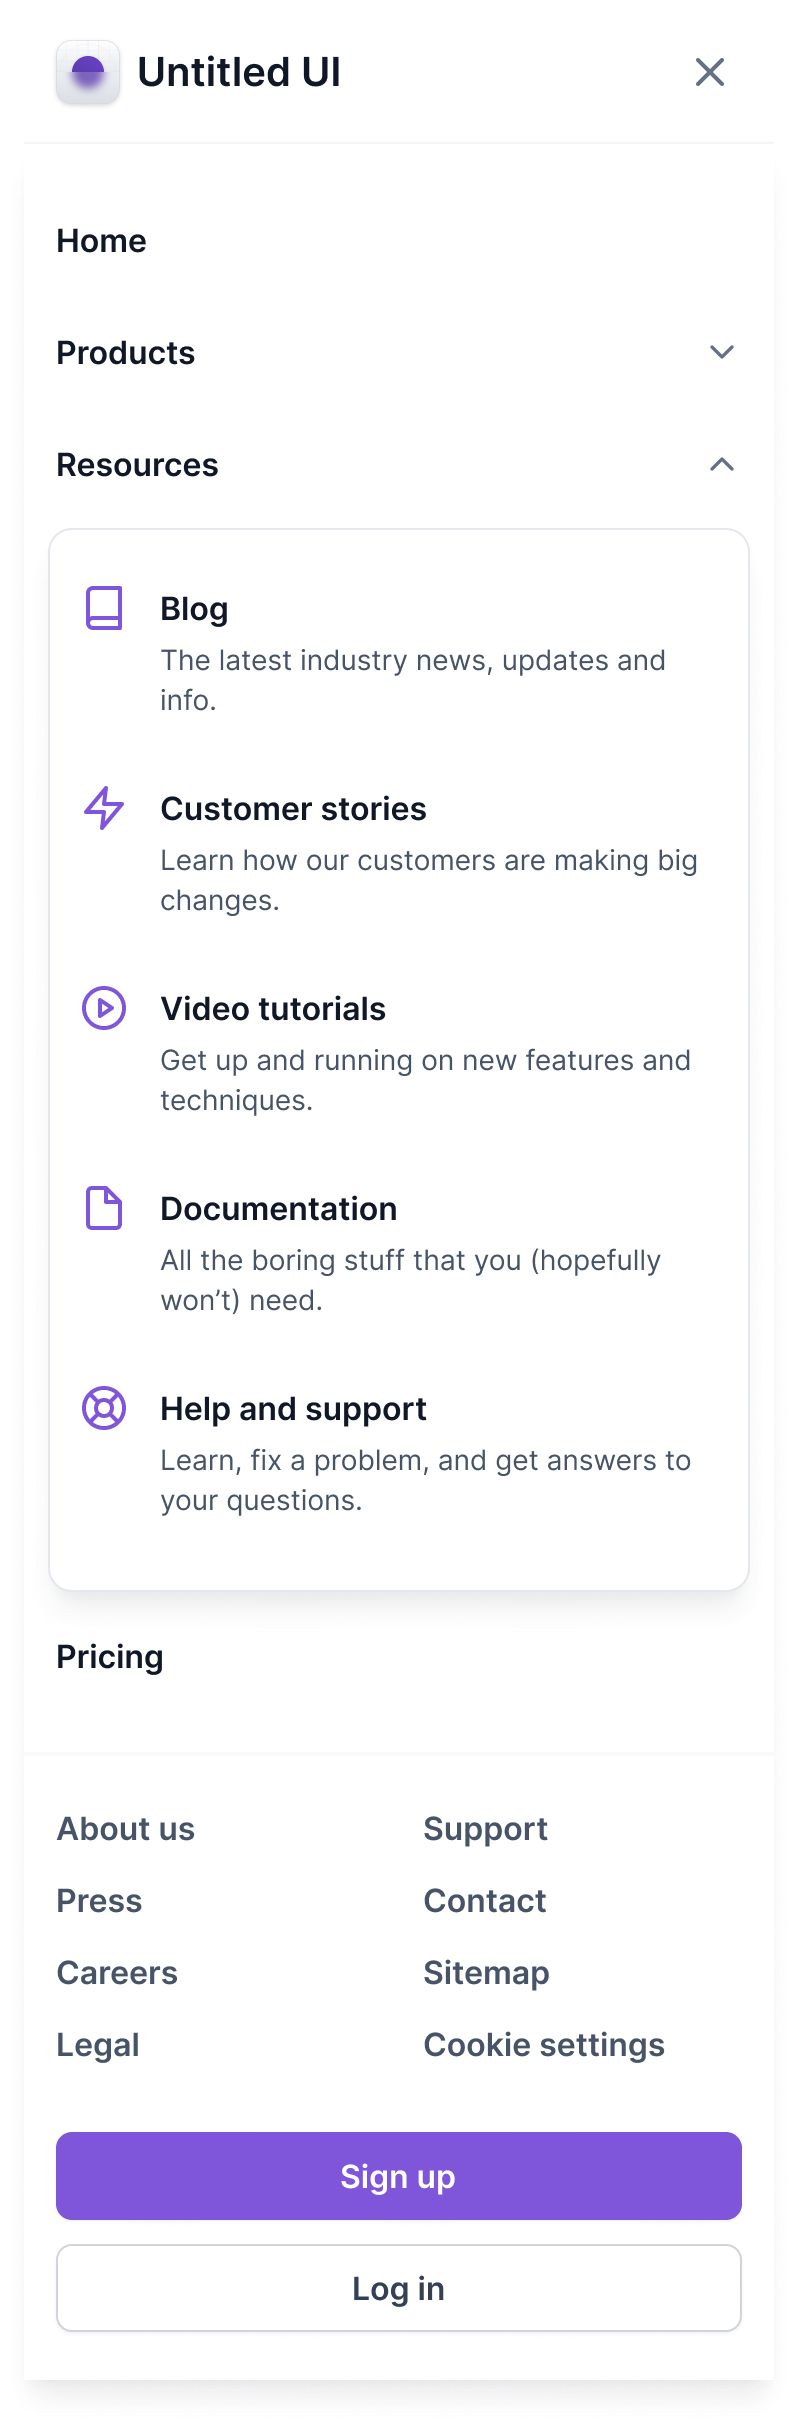 Untitled UI
Home
Products
Resources
Blog
The latest industry news, updates and
info.
Customer stories
Learn how our customers are making big
changes.
Video tutorials
Get up and running on new features and
techniques.
Documentation
All the boring stuff that you (hopefully
won’t) need.
Help and support
Learn, fix a problem, and get answers to
your questions.
Pricing
About us
Support
Press
Contact
Careers
Sitemap
Legal
Cookie settings
Sign up
Log in